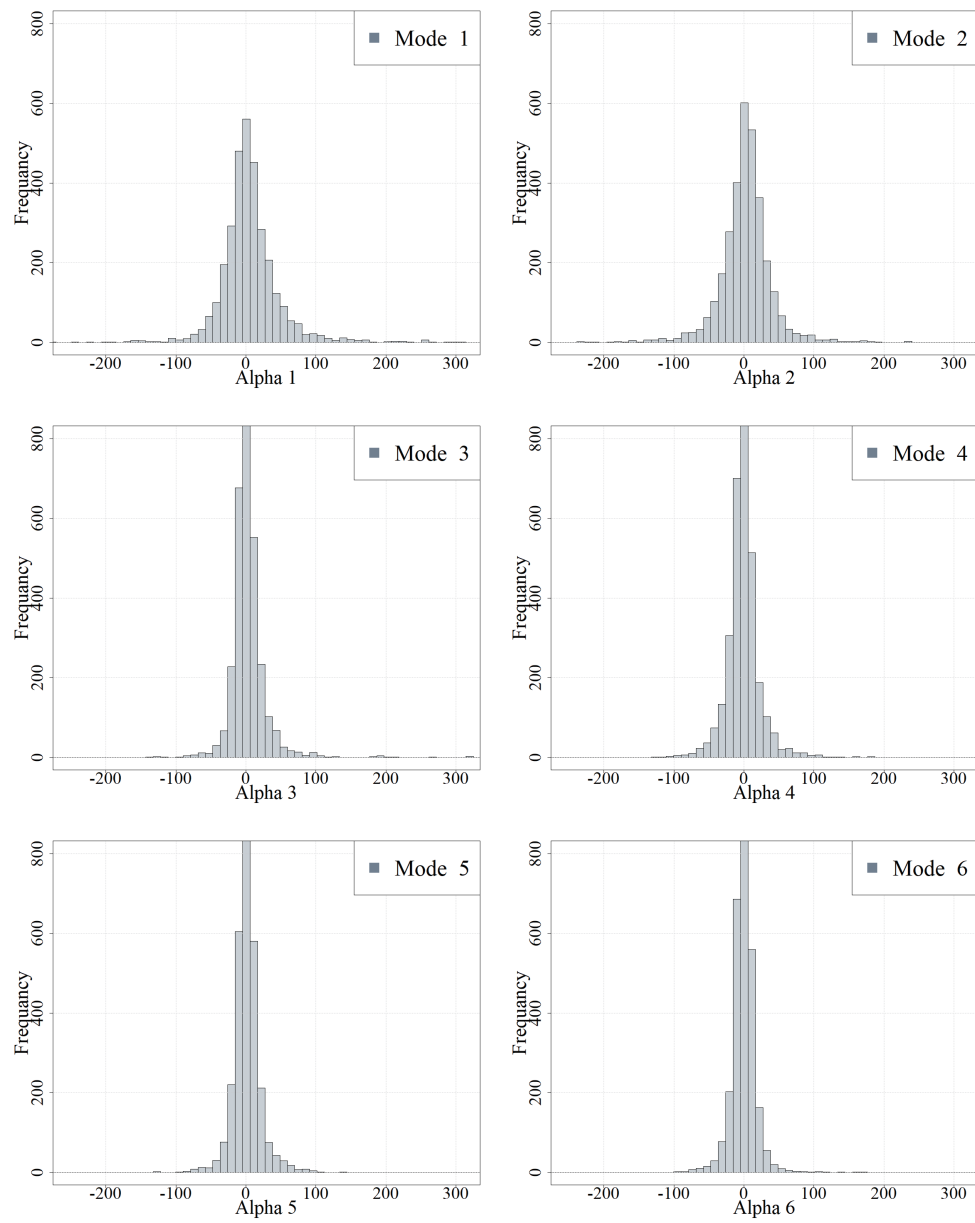 Mode 1
Frequancy
800
600
400
200
0
-200 -100 0 100 200 300
Alpha 1
Mode 2
Frequancy
800
600
400
200
0
-200 -100 0 100 200 300
Alpha 2
Mode 3
Frequancy
800
600
400
200
0
-200 -100 0 100 200 300
Alpha 3
Mode 4
Frequancy
800
600
400
200
0
-200 -100 0 100 200 300
Alpha 4
Mode 5
Frequancy
800
600
400
200
0
-200 -100 0 100 200 300
Alpha 5
Mode 6
Frequancy
800
600
400
200
0
-200 -100 0 100 200 300
Alpha 6